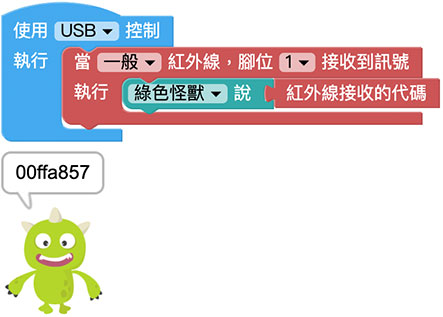 使用 USB 控制
執行 當 一般 紅外線，腳位 1 接收到訊號
執行 綠色怪獸 說 紅外線接收的代碼
00ffa857